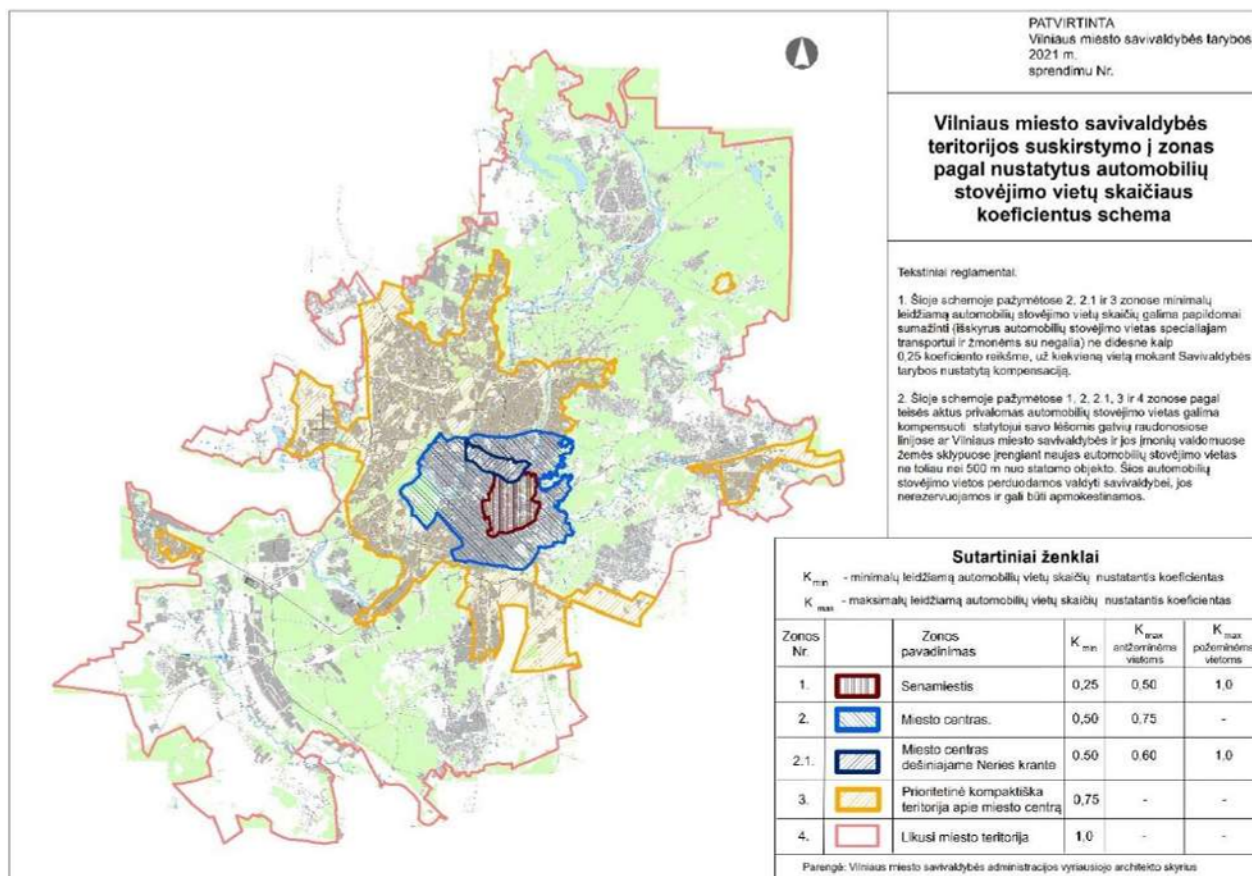 PATVIRTINTA
Vilniaus miesto savivaldybės tarybos
2021 m.
sprendimu Nr.
Vilniaus miesto savivaldybės
teritorijos suskirstymo į zonas
pagal nustatytus automobilių
stovėjimo vietų skaičiaus
koeficientus schema
Tekstiniai reglamentai:
1. Šioje schemoje pažymėtose 2, 2.1 ir 3 zonose minimalų
leidžiamą automobilių stovėjimo vietų skaičių galima papildomai
sumažinti (išskyrus automobilių stovėjimo vietas specialiajam
transportui ir žmonėms su negalia) ne didesne kaip
0,25 koeficiento reikšme, už kiekvieną vietą mokant Savivaldybės
tarybos nustatytą kompensaciją.
2. Šioje schemoje pažymėtose 1, 2, 2.1, 3 ir 4 zonose pagal
teisės aktus privalomas automobilių stovėjimo vietas galima
kompensuoti statytojui savo lėšomis gatvių raudonosiose
linijose ar Vilniaus miesto savivaldybės ir jos įmonių valdomuose
žemės sklypuose įrengiant naujas automobilių stovėjimo vietas
ne toliau nei 500 m nuo statomo objekto. Šios automobilių
stovėjimo vietos perduodamos valdyti savivaldybei, jos
nerezervuojamos ir gali būti apmokestinamos.
Sutartiniai ženklai
K min - minimalų leidžiamą automobilių vietų skaičių nustatantis koeficientas
K max - maksimalų leidžiamą automobilių vietų skaičių nustatantis koeficientas
Zonos Nr. Zonos pavadinimas K min K max antžeminėms vietoms K max požeminėms vietoms
1. Senamiestis 0,25 0,50 1,0
2. Miesto centras. 0,50 0,75 -
2.1. Miesto centras dešiniajame Neries krante 0.50 0,60 1,0
3. Prioritetinė kompaktiška teritorija apie miesto centrą 0,75 - -
4. Likusi miesto teritorija 1,0 - -
Parengė: Vilniaus miesto savivaldybės administracijos vyriausiojo architekto skyrius